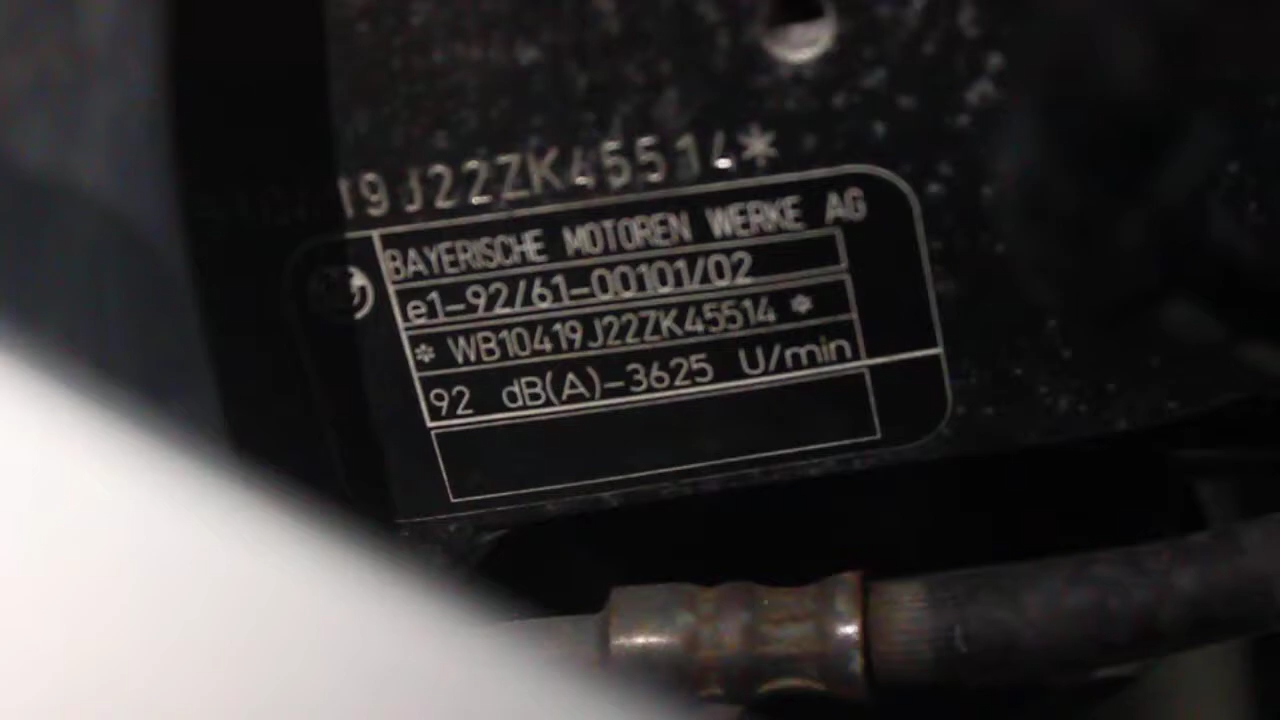 19J22ZK45514*
BAYERISCHE MOTOREN WERKE AG
e1-92/61-00101/02
* WB10419J22ZK45514 *
92 dB(A)-3625 U/min